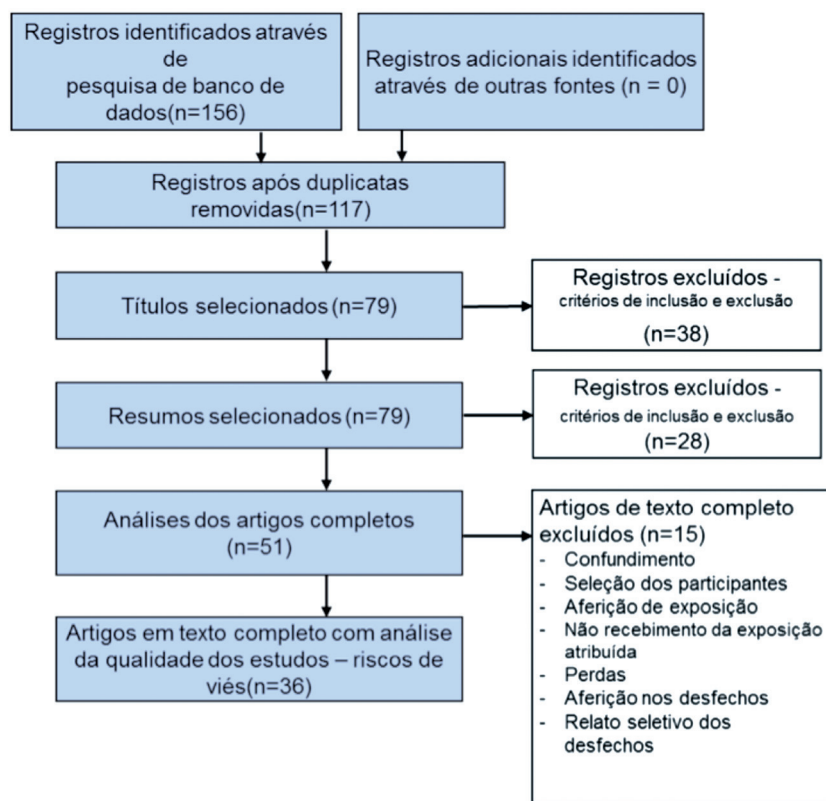 Registros identificados através
de
pesquisa de banco de
dados(n=156)
Registros adicionais identificados
através de outras fontes (n = 0)
Registros após duplicatas
removidas(n=117)
Títulos selecionados (n=79)
Registros excluídos -
critérios de inclusão e exclusão
(n=38)
Resumos selecionados (n=79)
Registros excluídos -
critérios de inclusão e exclusão
(n=28)
Análises dos artigos completos
(n=51)
Artigos de texto completo
excluídos (n=15)
- Confundimento
- Seleção dos participantes
- Aferição de exposição
- Não recebimento da exposição
atribuída
- Perdas
- Aferição nos desfechos
- Relato seletivo dos
desfechos
Artigos em texto completo com análise
da qualidade dos estudos – riscos de
viés(n=36)